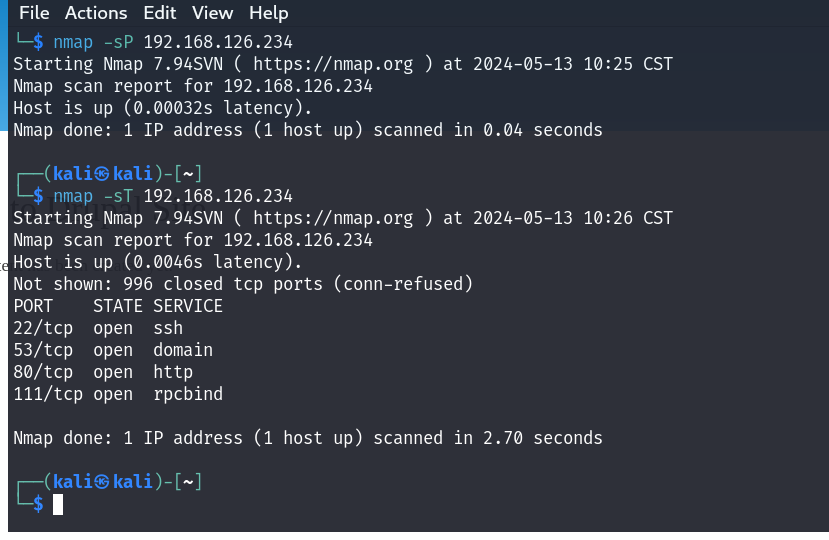 File Actions Edit View Help
└─$ nmap -sP 192.168.126.234
Starting Nmap 7.94SVN ( https://nmap.org ) at 2024-05-13 10:25 CST
Nmap scan report for 192.168.126.234
Host is up (0.00032s latency).
Nmap done: 1 IP address (1 host up) scanned in 0.04 seconds
┌──(kali㉿kali)-[~]
└─$ nmap -sT 192.168.126.234
Starting Nmap 7.94SVN ( https://nmap.org ) at 2024-05-13 10:26 CST
Nmap scan report for 192.168.126.234
Host is up (0.0046s latency).
Not shown: 996 closed tcp ports (conn-refused)
PORT    STATE SERVICE
22/tcp  open  ssh
53/tcp  open  domain
80/tcp  open  http
111/tcp open  rpcbind
Nmap done: 1 IP address (1 host up) scanned in 2.70 seconds
┌──(kali㉿kali)-[~]
└─$